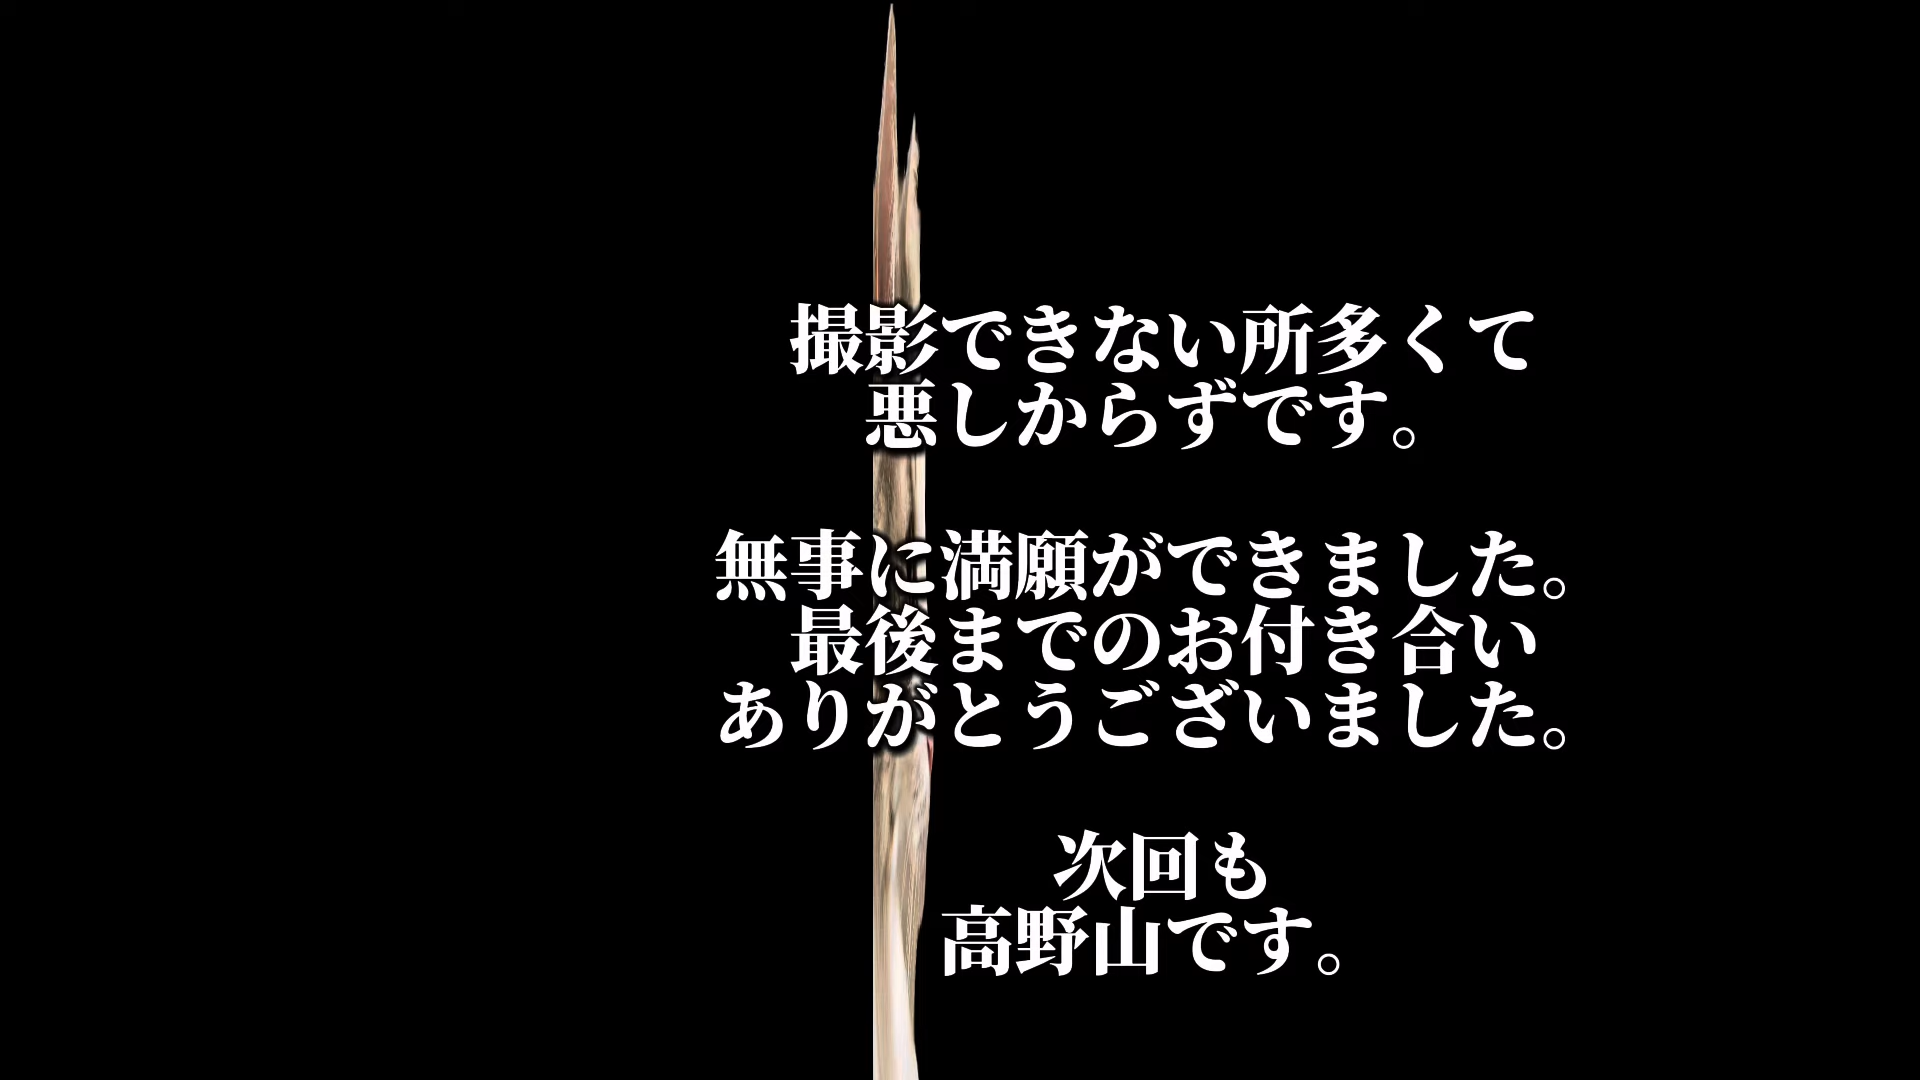 撮影できない所多くて
悪しからずです。
無事に満願ができました。
最後までのお付き合い
ありがとうございました。
次回も
高野山です。